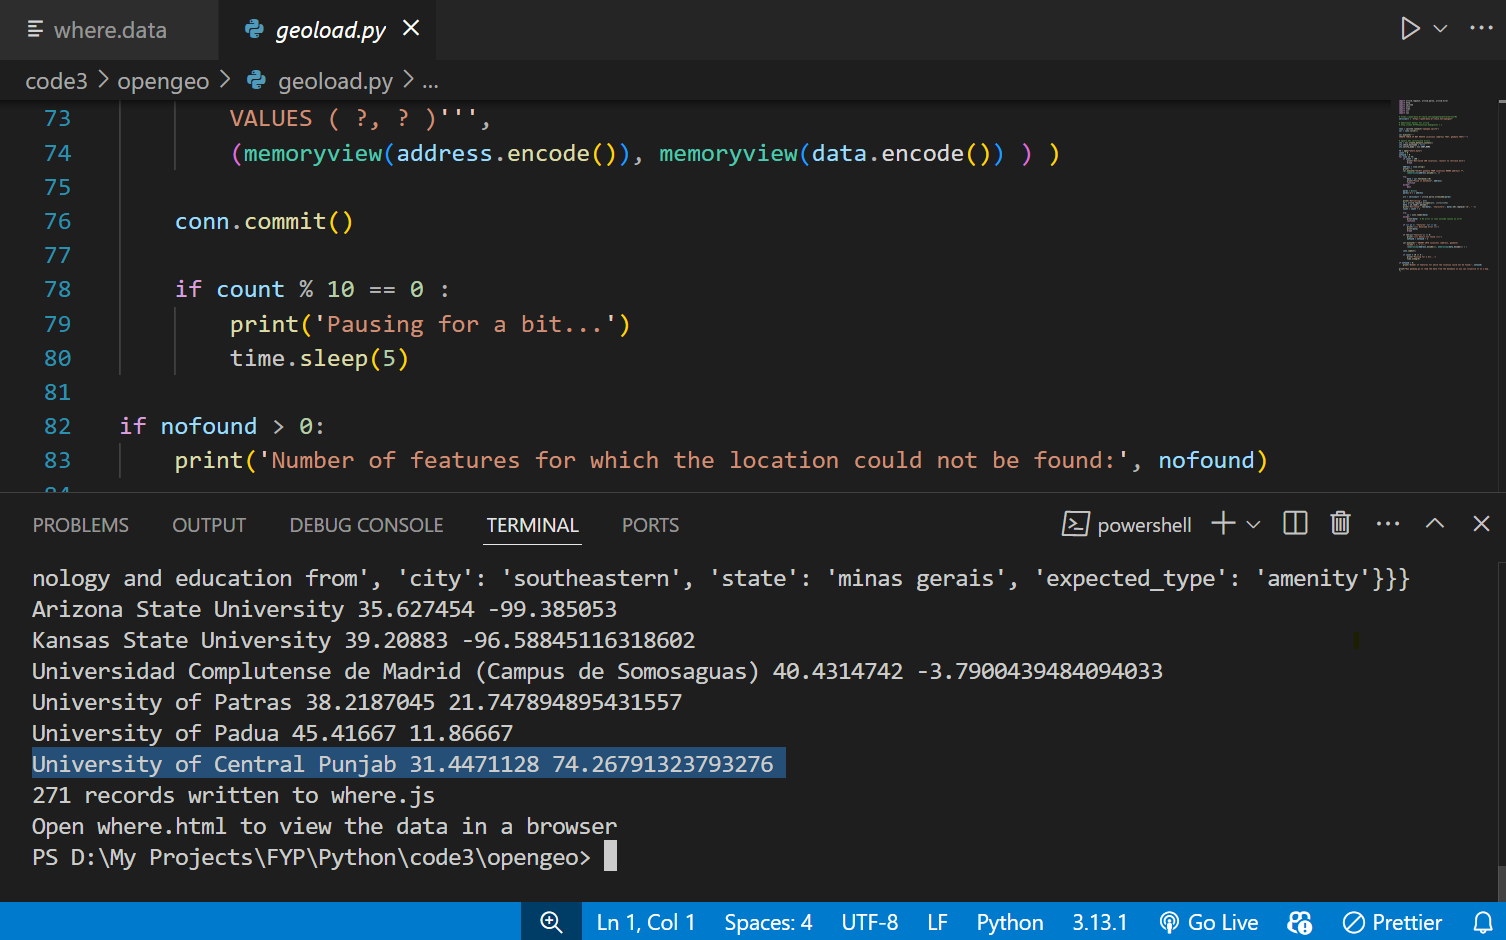 where.data
geoload.py
code3 > opengeo > geoload.py > ...
73 VALUES ( ?, ? )''',
74 (memoryview(address.encode()), memoryview(data.encode()) ) )
75
76 conn.commit()
77
78 if count % 10 == 0 :
79 print('Pausing for a bit...')
80 time.sleep(5)
81
82 if nofound > 0:
83 print('Number of features for which the location could not be found:', nofound)
84
PROBLEMS OUTPUT DEBUG CONSOLE TERMINAL PORTS powershell
nology and education from', 'city': 'southeastern', 'state': 'minas gerais', 'expected_type': 'amenity'}}}
Arizona State University 35.627454 -99.385053
Kansas State University 39.20883 -96.58845116318602
Universidad Complutense de Madrid (Campus de Somosaguas) 40.4314742 -3.7900439484094033
University of Patras 38.2187045 21.747894895431557
University of Padua 45.41667 11.86667
University of Central Punjab 31.4471128 74.26791323793276
271 records written to where.js
Open where.html to view the data in a browser
PS D:\My Projects\FYP\Python\code3\opengeo>
Ln 1, Col 1 Spaces: 4 UTF-8 LF Python 3.13.1 Go Live Prettier